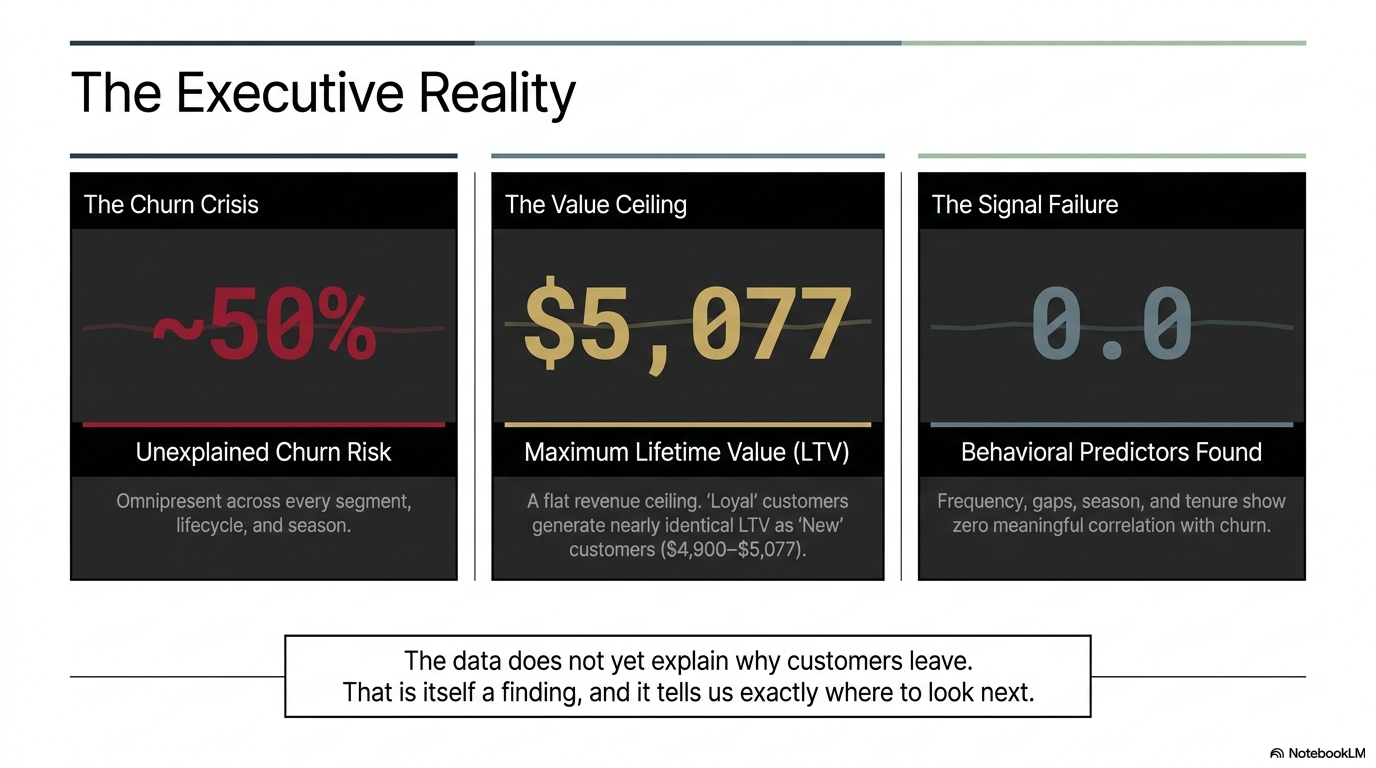 The Executive Reality
The Churn Crisis
~50%
Unexplained Churn Risk
Omnipresent across every segment,
lifecycle, and season.
The Value Ceiling
$5,077
Maximum Lifetime Value (LTV)
A flat revenue ceiling. ‘Loyal’ customers
generate nearly identical LTV as ‘New’
customers ($4,900–$5,077).
The Signal Failure
0.0
Behavioral Predictors Found
Frequency, gaps, season, and tenure show
zero meaningful correlation with churn.
The data does not yet explain why customers leave.
That is itself a finding, and it tells us exactly where to look next.
NotebookLM